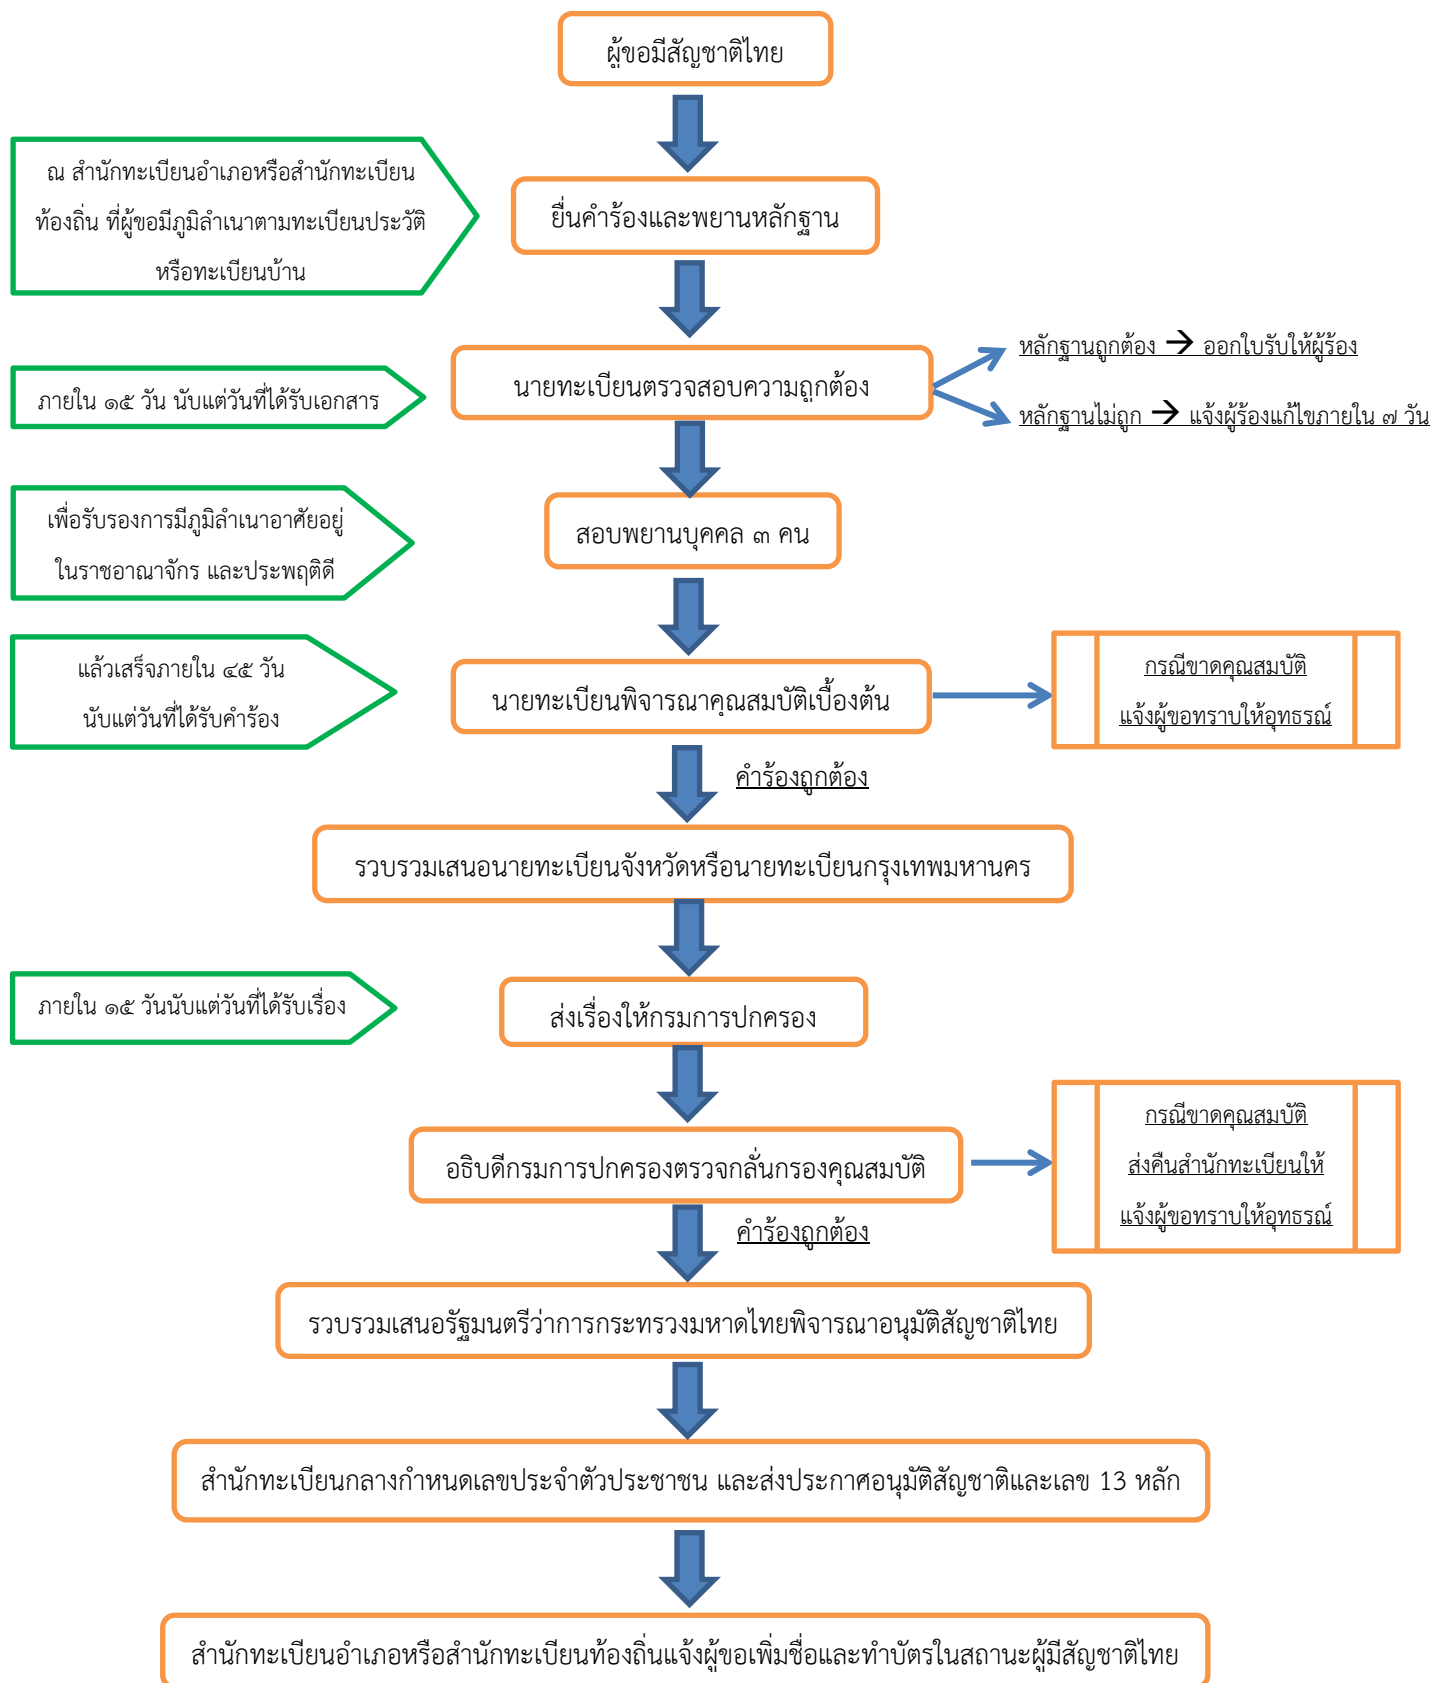 ผู้ขอมีสัญชาติไทย
ณ สำนักทะเบียนอำเภอหรือสำนักทะเบียน
ท้องถิ่น ที่ผู้ขอมีภูมิลำเนาตามทะเบียนประวัติ
หรือทะเบียนบ้าน
ยื่นคำร้องและพยานหลักฐาน
ภายใน ๑๕ วัน นับแต่วันที่ได้รับเอกสาร
นายทะเบียนตรวจสอบความถูกต้อง
หลักฐานถูกต้อง → ออกใบรับให้ผู้ร้อง
หลักฐานไม่ถูก → แจ้งผู้ร้องแก้ไขภายใน ๗ วัน
เพื่อรับรองการมีภูมิลำเนาอาศัยอยู่
ในราชอาณาจักร และประพฤติดี
สอบพยานบุคคล ๓ คน
แล้วเสร็จภายใน ๔๕ วัน
นับแต่วันที่ได้รับคำร้อง
นายทะเบียนพิจารณาคุณสมบัติเบื้องต้น
กรณีขาดคุณสมบัติ
แจ้งผู้ขอทราบให้อุทธรณ์
คำร้องถูกต้อง
รวบรวมเสนอนายทะเบียนจังหวัดหรือนายทะเบียนกรุงเทพมหานคร
ภายใน ๑๕ วันนับแต่วันที่ได้รับเรื่อง
ส่งเรื่องให้กรมการปกครอง
อธิบดีกรมการปกครองตรวจกลั่นกรองคุณสมบัติ
กรณีขาดคุณสมบัติ
ส่งคืนสำนักทะเบียนให้
แจ้งผู้ขอทราบให้อุทธรณ์
คำร้องถูกต้อง
รวบรวมเสนอรัฐมนตรีว่าการกระทรวงมหาดไทยพิจารณาอนุมัติสัญชาติไทย
สำนักทะเบียนกลางกำหนดเลขประจำตัวประชาชน และส่งประกาศอนุมัติสัญชาติและเลข 13 หลัก
สำนักทะเบียนอำเภอหรือสำนักทะเบียนท้องถิ่นแจ้งผู้ขอเพิ่มชื่อและทำบัตรในสถานะผู้มีสัญชาติไทย